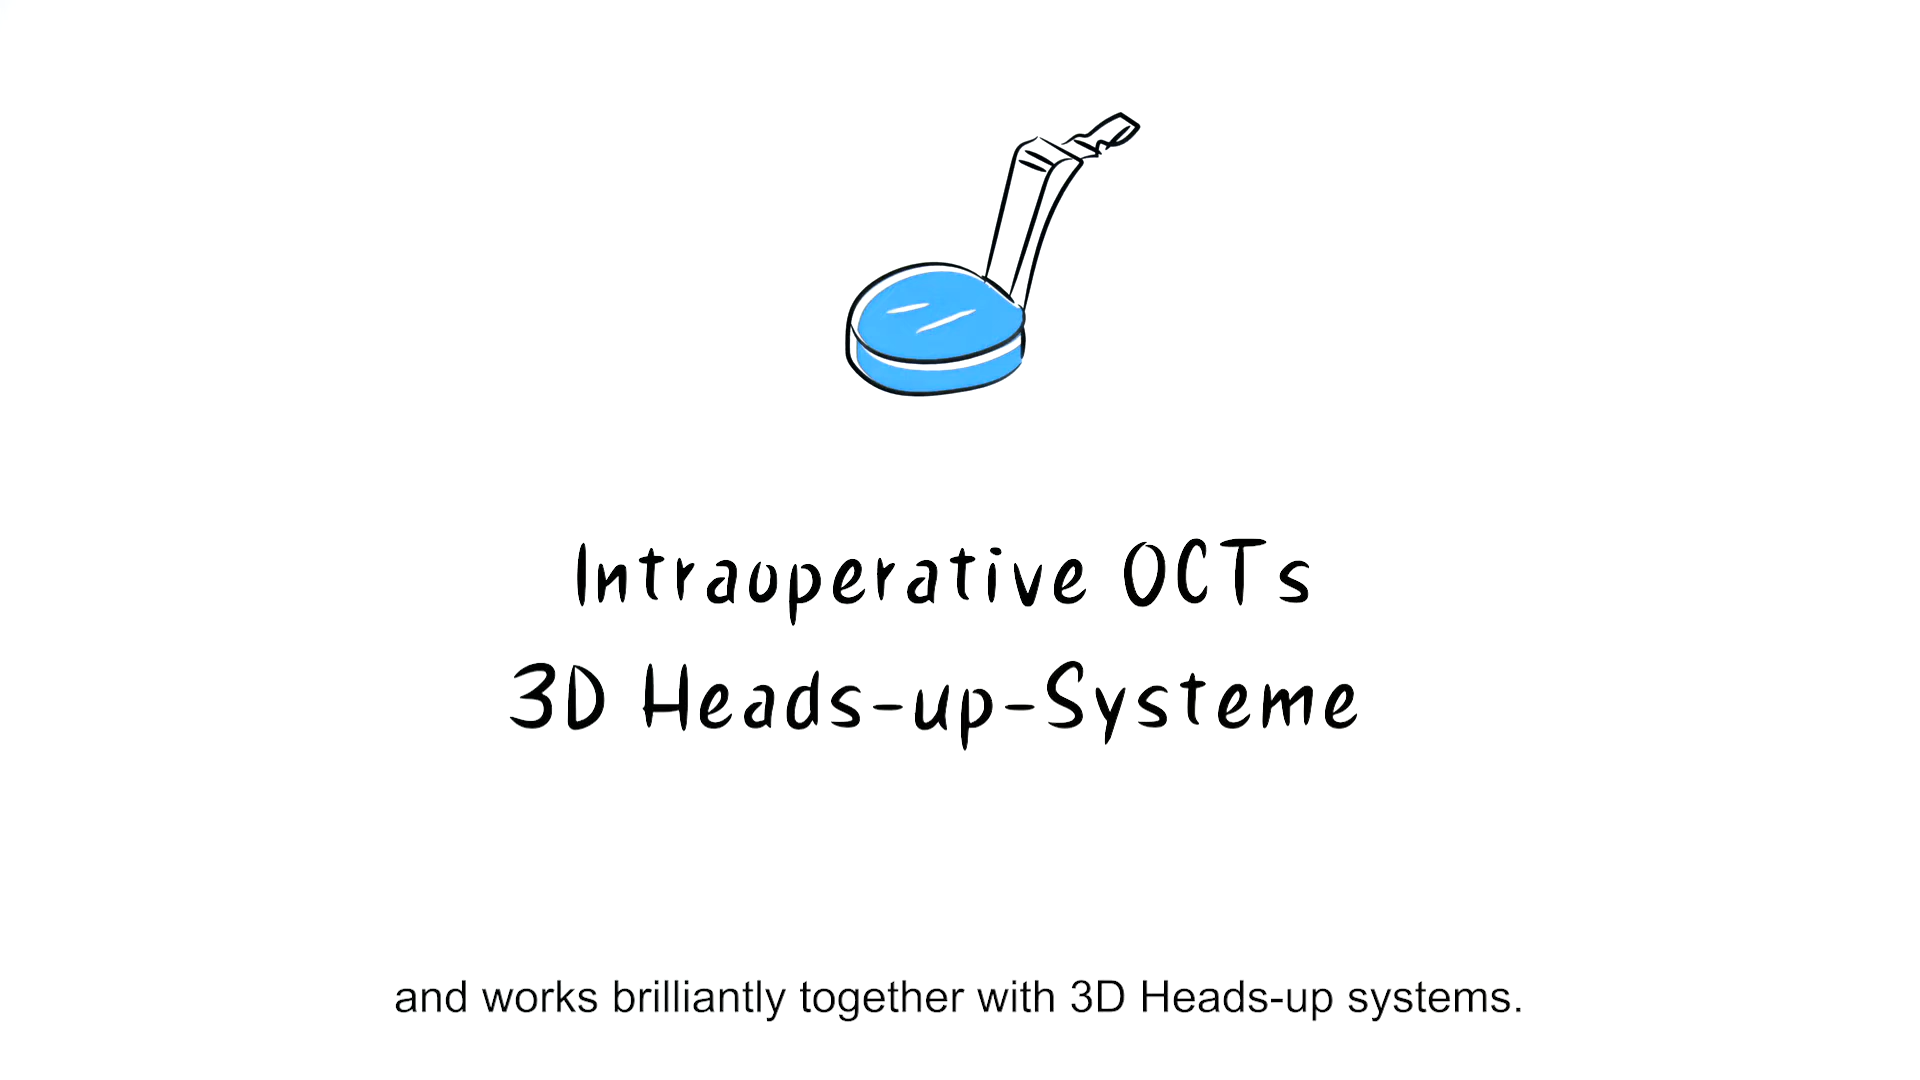 Intraoperative OCTs
3D Heads-up-Systeme
and works brilliantly together with 3D Heads-up systems.